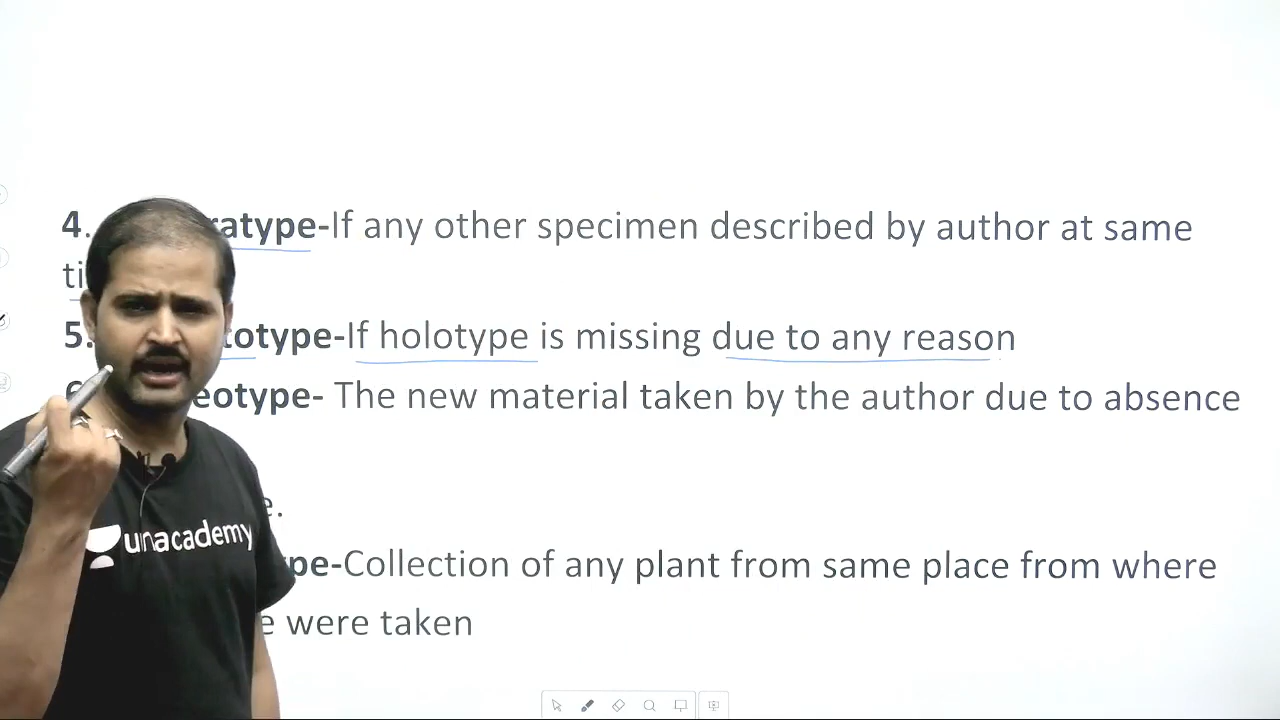 4. ratype-If any other specimen described by author at same
ti
5. totype-If holotype is missing due to any reason
6 eotype- The new material taken by the author due to absence
e.
pe-Collection of any plant from same place from where
e were taken
unacademy